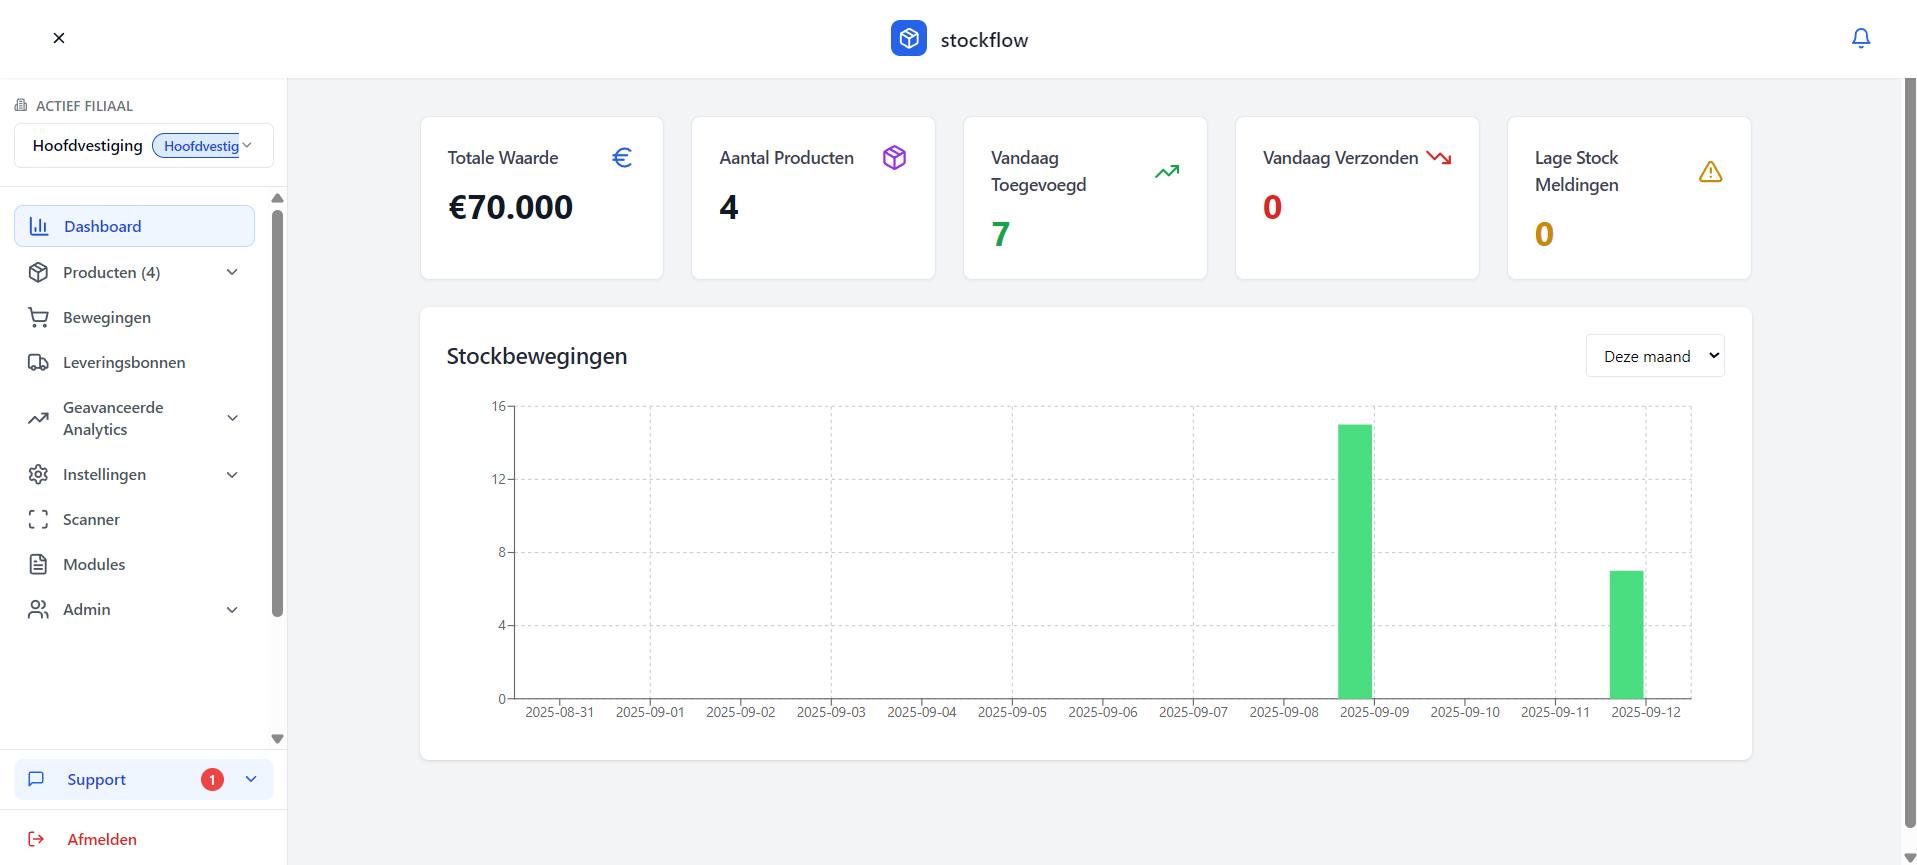 stockflow
ACTIEF FILIAAL
Hoofdvestiging Hoofdvestig
Dashboard
Producten (4)
Bewegingen
Leveringsbonnen
Geavanceerde
Analytics
Instellingen
Scanner
Modules
Admin
Support 1
Afmelden
Totale Waarde
€70.000
Aantal Producten
4
Vandaag
Toegevoegd
7
Vandaag Verzonden
0
Lage Stock
Meldingen
0
Stockbewegingen
Deze maand
16
12
8
4
0
2025-08-31 2025-09-01 2025-09-02 2025-09-03 2025-09-04 2025-09-05 2025-09-06 2025-09-07 2025-09-08 2025-09-09 2025-09-10 2025-09-11 2025-09-12